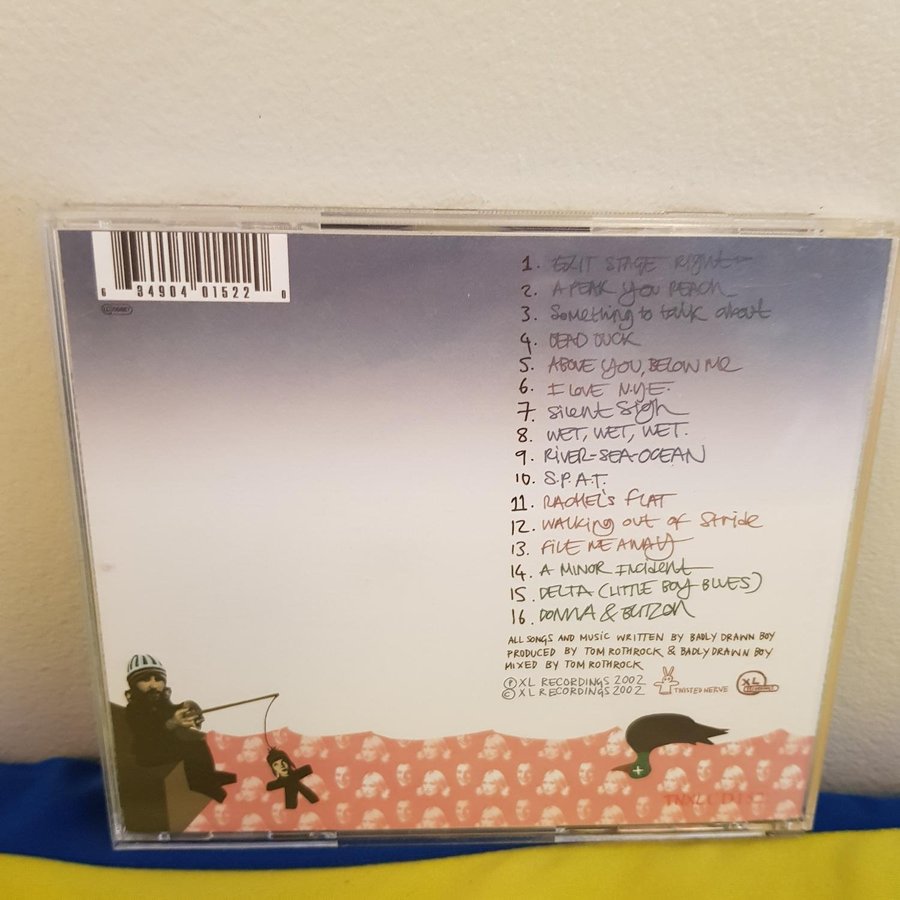 6 34904 01522 0
1. EXIT STAGE Right
2. A PEAK YOU REACH
3. Something to talk about
4. DEAD DUCK
5. ABOVE YOU, BELOW ME
6. I LOVE N.Y.E.
7. Silent Sigh
8. WET, WET, WET.
9. RiVER-SEA-OCEAN
10. S.P.A.T.
11. RACHEL'S FLAT
12. WALKing OUT OF Stride
13. FILE ME AWAY
14. A MINOR INCIdent
15. DELTA (LITTLE BOY BLUES)
16. DONNA & BLITZEN
ALL SONGS AND MUSIC WRITTEN BY BADLY DRAWN BOY
PRODUCED BY TOM ROTHROCK & BADLY DRAWN BOY
MIXED BY TOM ROTHROCK
℗ XL RECORDINGS 2002
© XL RECORDINGS 2002
TWISTED NERVE
XL RECORDINGS